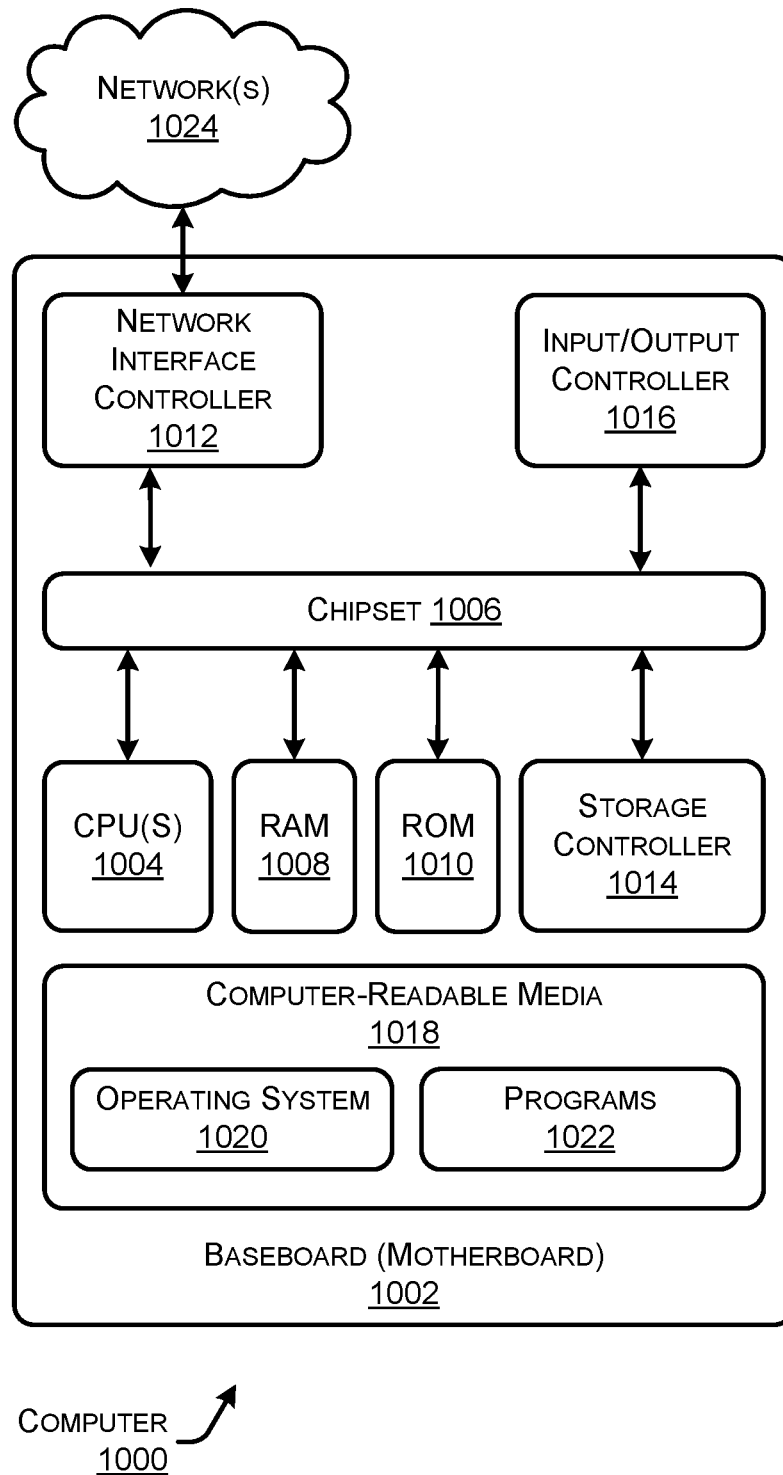 NETWORK(S)
1024
NETWORK
INTERFACE
CONTROLLER
1012
INPUT/OUTPUT
CONTROLLER
1016
CHIPSET 1006
CPU(S)
1004
RAM
1008
ROM
1010
STORAGE
CONTROLLER
1014
COMPUTER-READABLE MEDIA
1018
OPERATING SYSTEM
1020
PROGRAMS
1022
BASEBOARD (MOTHERBOARD)
1002
COMPUTER
1000